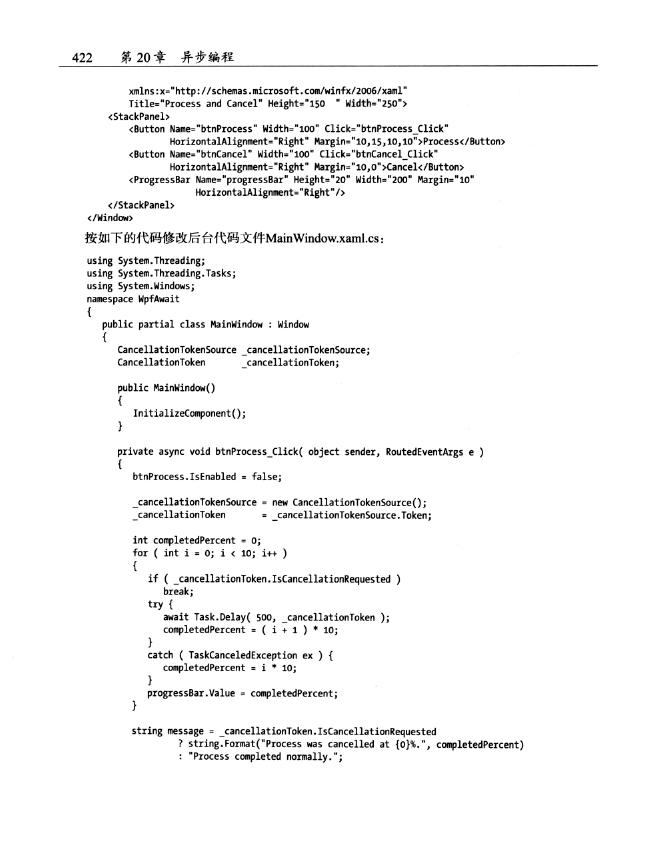 422 第 20 章 异步编程
xmlns:x="http://schemas.microsoft.com/winfx/2006/xaml"
Title="Process and Cancel" Height="150 " Width="250">
<StackPanel>
<Button Name="btnProcess" Width="100" Click="btnProcess_Click"
HorizontalAlignment="Right" Margin="10,15,10,10">Process</Button>
<Button Name="btnCancel" Width="100" Click="btnCancel_Click"
HorizontalAlignment="Right" Margin="10,0">Cancel</Button>
<ProgressBar Name="progressBar" Height="20" Width="200" Margin="10"
HorizontalAlignment="Right"/>
</StackPanel>
</Window>
按如下的代码修改后台代码文件MainWindow.xaml.cs：
using System.Threading;
using System.Threading.Tasks;
using System.Windows;
namespace WpfAwait
{
public partial class MainWindow : Window
{
CancellationTokenSource _cancellationTokenSource;
CancellationToken _cancellationToken;
public MainWindow()
{
InitializeComponent();
}
private async void btnProcess_Click( object sender, RoutedEventArgs e )
{
btnProcess.IsEnabled = false;
_cancellationTokenSource = new CancellationTokenSource();
_cancellationToken = _cancellationTokenSource.Token;
int completedPercent = 0;
for ( int i = 0; i < 10; i++ )
{
if ( _cancellationToken.IsCancellationRequested )
break;
try {
await Task.Delay( 500, _cancellationToken );
completedPercent = ( i + 1 ) * 10;
}
catch ( TaskCanceledException ex ) {
completedPercent = i * 10;
}
progressBar.Value = completedPercent;
}
string message = _cancellationToken.IsCancellationRequested
? string.Format("Process was cancelled at {0}%.", completedPercent)
: "Process completed normally.";